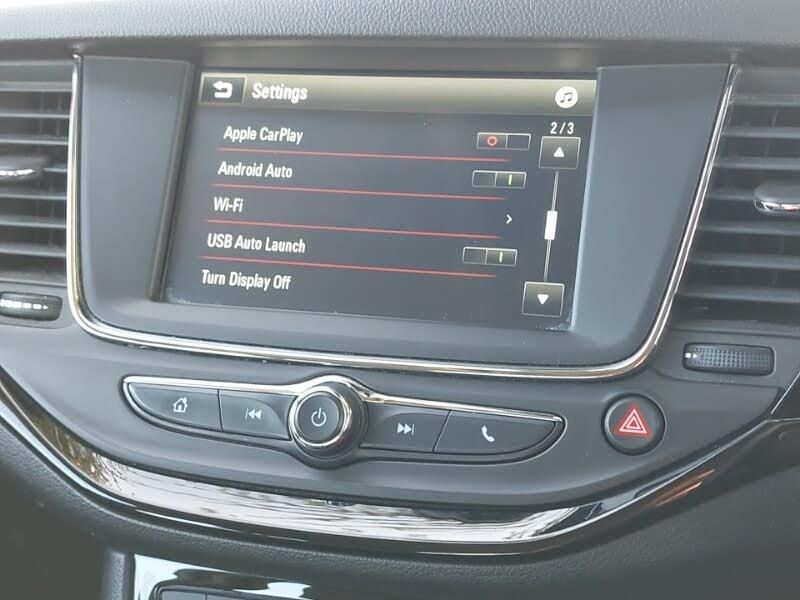 Settings
2/3
Apple CarPlay
Android Auto
Wi-Fi
USB Auto Launch
Turn Display Off